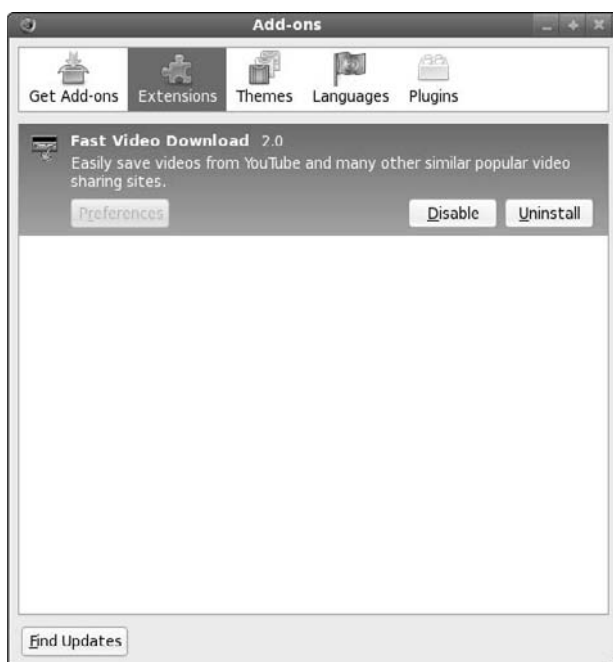 Add-ons
Get Add-ons Extensions Themes Languages Plugins
Fast Video Download 2.0
Easily save videos from YouTube and many other similar popular video
sharing sites.
Preferences Disable Uninstall
Find Updates